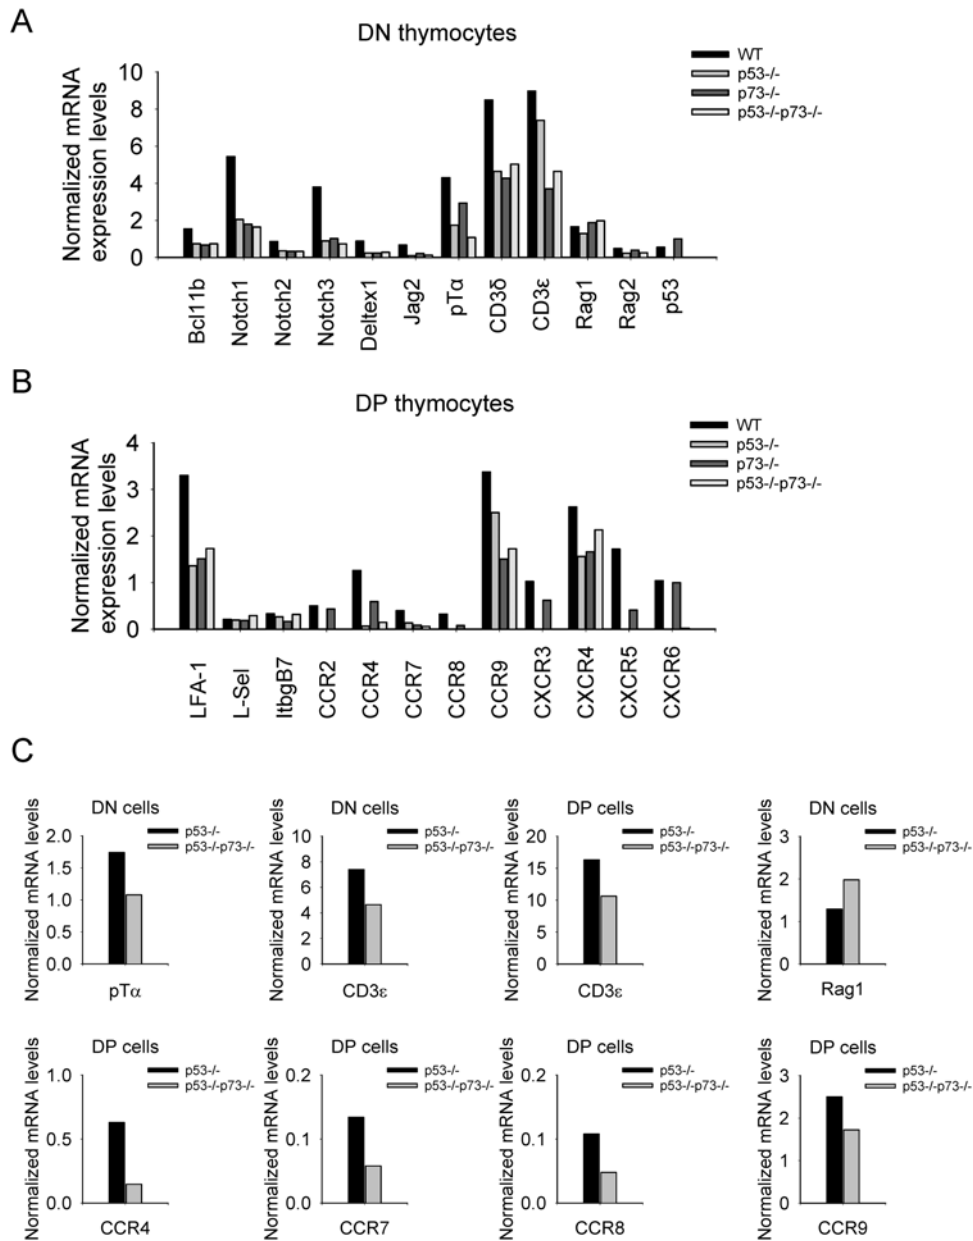 A
DN thymocytes
WT
p53-/-
p73-/-
p53-/-p73-/-
Normalized mRNA
expression levels
10
8
6
4
2
0
Bcl11b
Notch1
Notch2
Notch3
Deltex1
Jag2
pTα
CD3δ
CD3ε
Rag1
Rag2
p53
B
DP thymocytes
WT
p53-/-
p73-/-
p53-/-p73-/-
Normalized mRNA
expression levels
4
3
2
1
0
LFA-1
L-Sel
ItbgB7
CCR2
CCR4
CCR7
CCR8
CCR9
CXCR3
CXCR4
CXCR5
CXCR6
C
DN cells
p53-/-
p53-/-p73-/-
Normalized mRNA levels
2.0
1.5
1.0
0.5
0.0
pTα
DN cells
p53-/-
p53-/-p73-/-
Normalized mRNA levels
10
8
6
4
2
0
CD3ε
DP cells
p53-/-
p53-/-p73-/-
Normalized mRNA levels
20
15
10
5
0
CD3ε
DN cells
p53-/-
p53-/-p73-/-
Normalized mRNA levels
3
2
1
0
Rag1
DP cells
p53-/-
p53-/-p73-/-
Normalized mRNA levels
1.0
0.5
0.0
CCR4
DP cells
p53-/-
p53-/-p73-/-
Normalized mRNA levels
0.2
0.1
0.0
CCR7
DP cells
p53-/-
p53-/-p73-/-
Normalized mRNA levels
0.2
0.1
0.0
CCR8
DP cells
p53-/-
p53-/-p73-/-
Normalized mRNA levels
3
2
1
0
CCR9